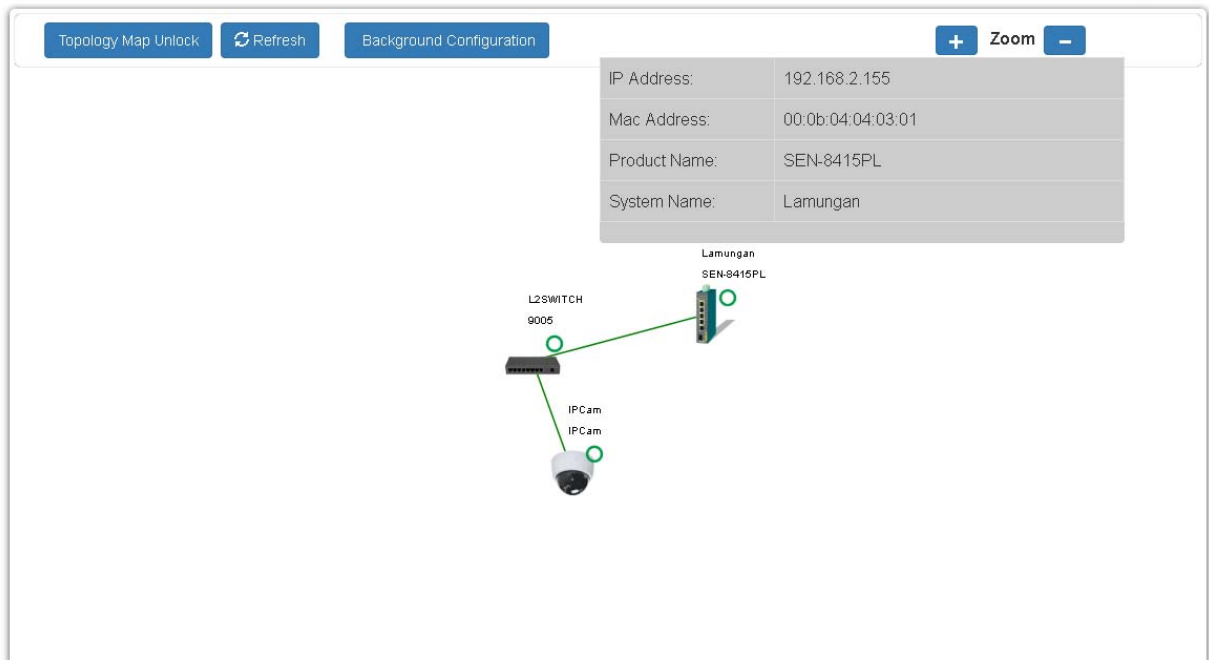 Topology Map Unlock Refresh Background Configuration + Zoom –
IP Address: 192.168.2.155
Mac Address: 00:0b:04:04:03:01
Product Name: SEN-8415PL
System Name: Lamungan
Lamungan
SEN-8415PL
L2SWITCH
9005
IPCam
IPCam